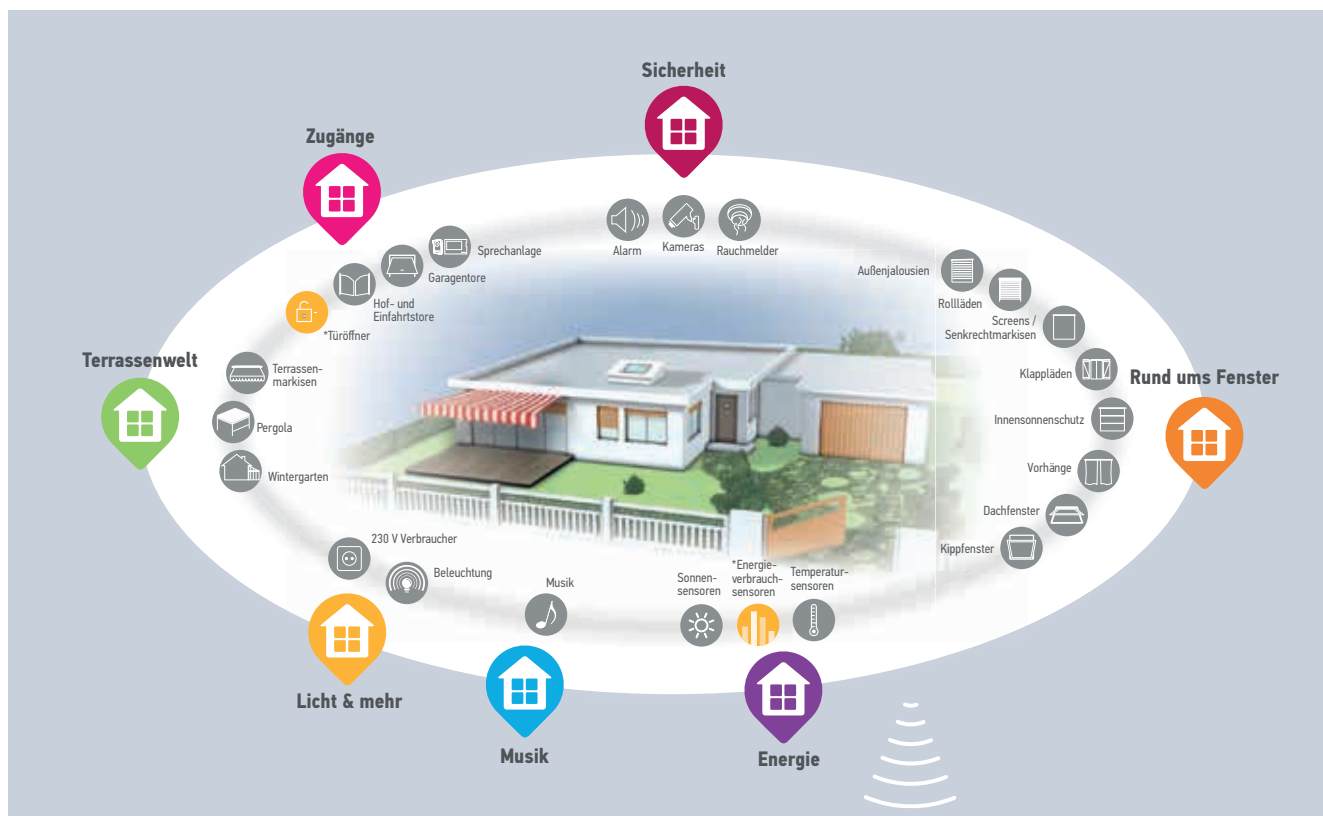 Sicherheit
Zugänge
Alarm
Kameras
Rauchmelder
Sprechanlage
Garagentore
Hof- und
Einfahrtstore
*Türöffner
Außenjalousien
Rollläden
Screens /
Senkrechtmarkisen
Klappläden
Rund ums Fenster
Innensonnenschutz
Vorhänge
Dachfenster
Kippfenster
Terrassenwelt
Terrassen-
markisen
Pergola
Wintergarten
230 V Verbraucher
Beleuchtung
Musik
Sonnen-
sensoren
*Energie-
verbrauch-
sensoren
Temperatur-
sensoren
Licht & mehr
Musik
Energie